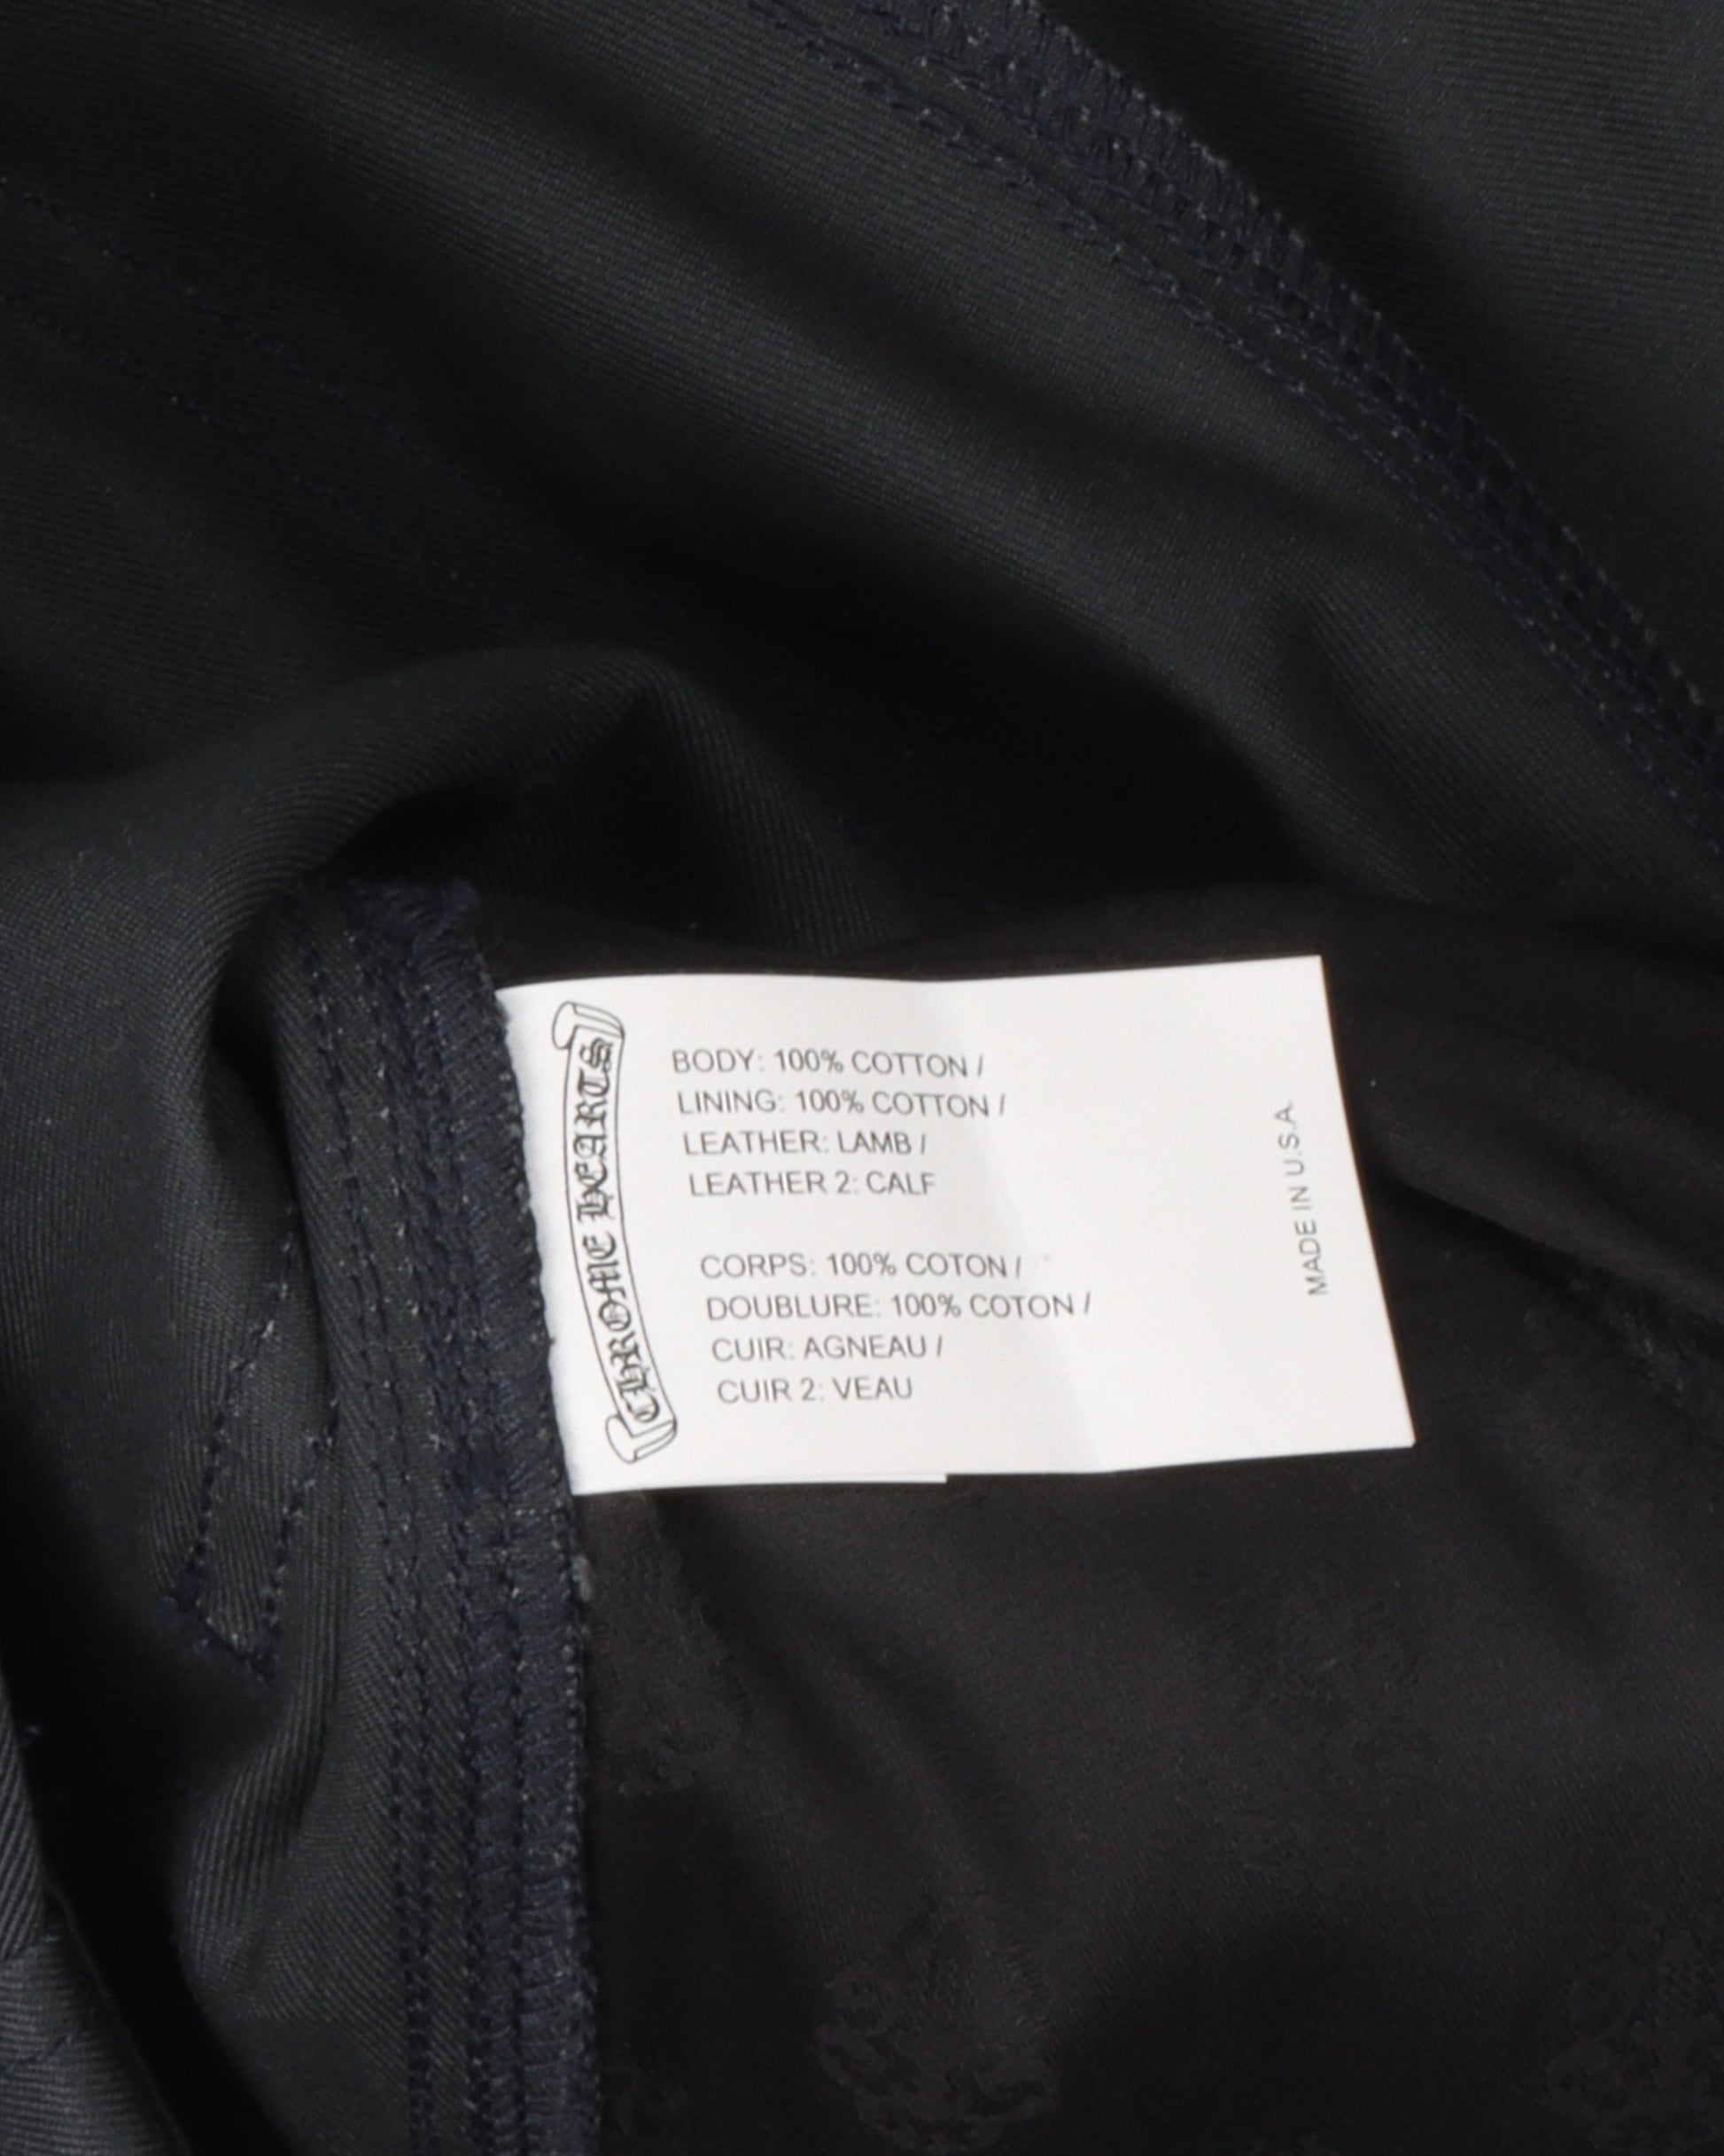 CHROME HEARTS
BODY: 100% COTTON /
LINING: 100% COTTON /
LEATHER: LAMB /
LEATHER 2: CALF
CORPS: 100% COTON /
DOUBLURE: 100% COTON /
CUIR: AGNEAU /
CUIR 2: VEAU
MADE IN U.S.A.